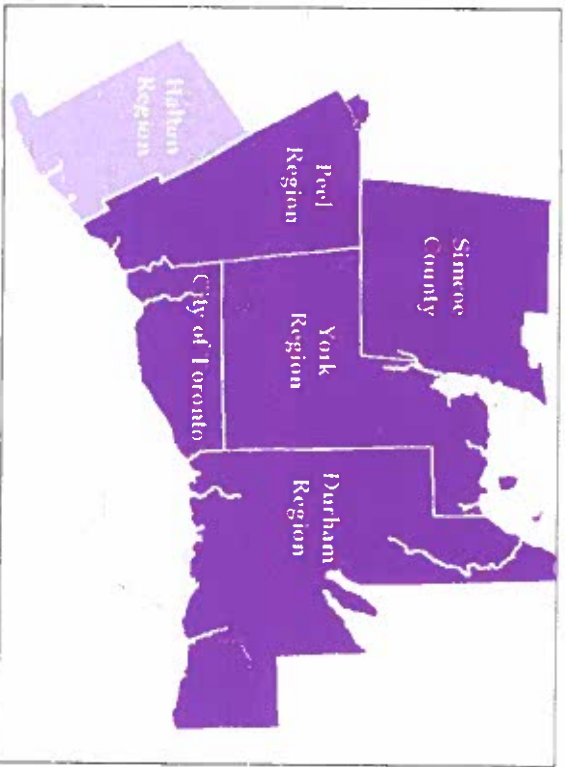 Simcoe
County
Peel
Region
York
Region
Durham
Region
Halton
Region
City of Toronto